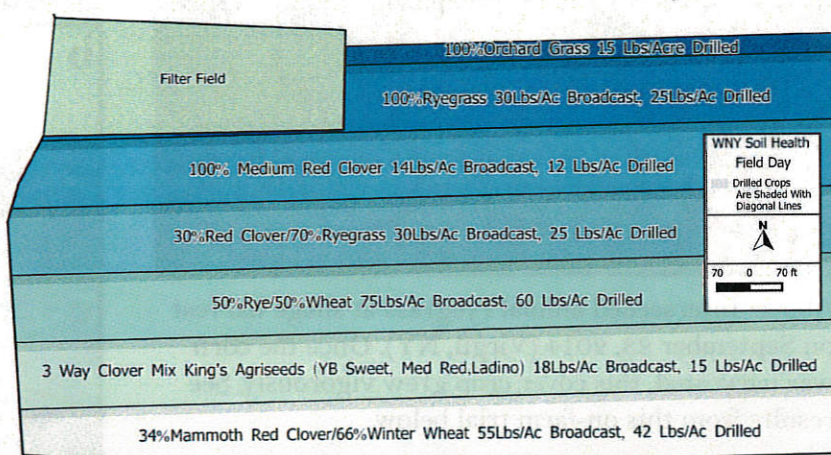 100%Orchard Grass 15 Lbs/Acre Drilled
Filter Field
100%Ryegrass 30Lbs/Ac Broadcast, 25Lbs/Ac Drilled
WNY Soil Health
Field Day
Drilled Crops
Are Shaded With
Diagonal Lines
N
70 0 70 ft
100% Medium Red Clover 14Lbs/Ac Broadcast, 12 Lbs/Ac Drilled
30%Red Clover/70%Ryegrass 30Lbs/Ac Broadcast, 25 Lbs/Ac Drilled
50%Rye/50%Wheat 75Lbs/Ac Broadcast, 60 Lbs/Ac Drilled
3 Way Clover Mix King's Agriseeds (YB Sweet, Med Red,Ladino) 18Lbs/Ac Broadcast, 15 Lbs/Ac Drilled
34%Mammoth Red Clover/66%Winter Wheat 55Lbs/Ac Broadcast, 42 Lbs/Ac Drilled